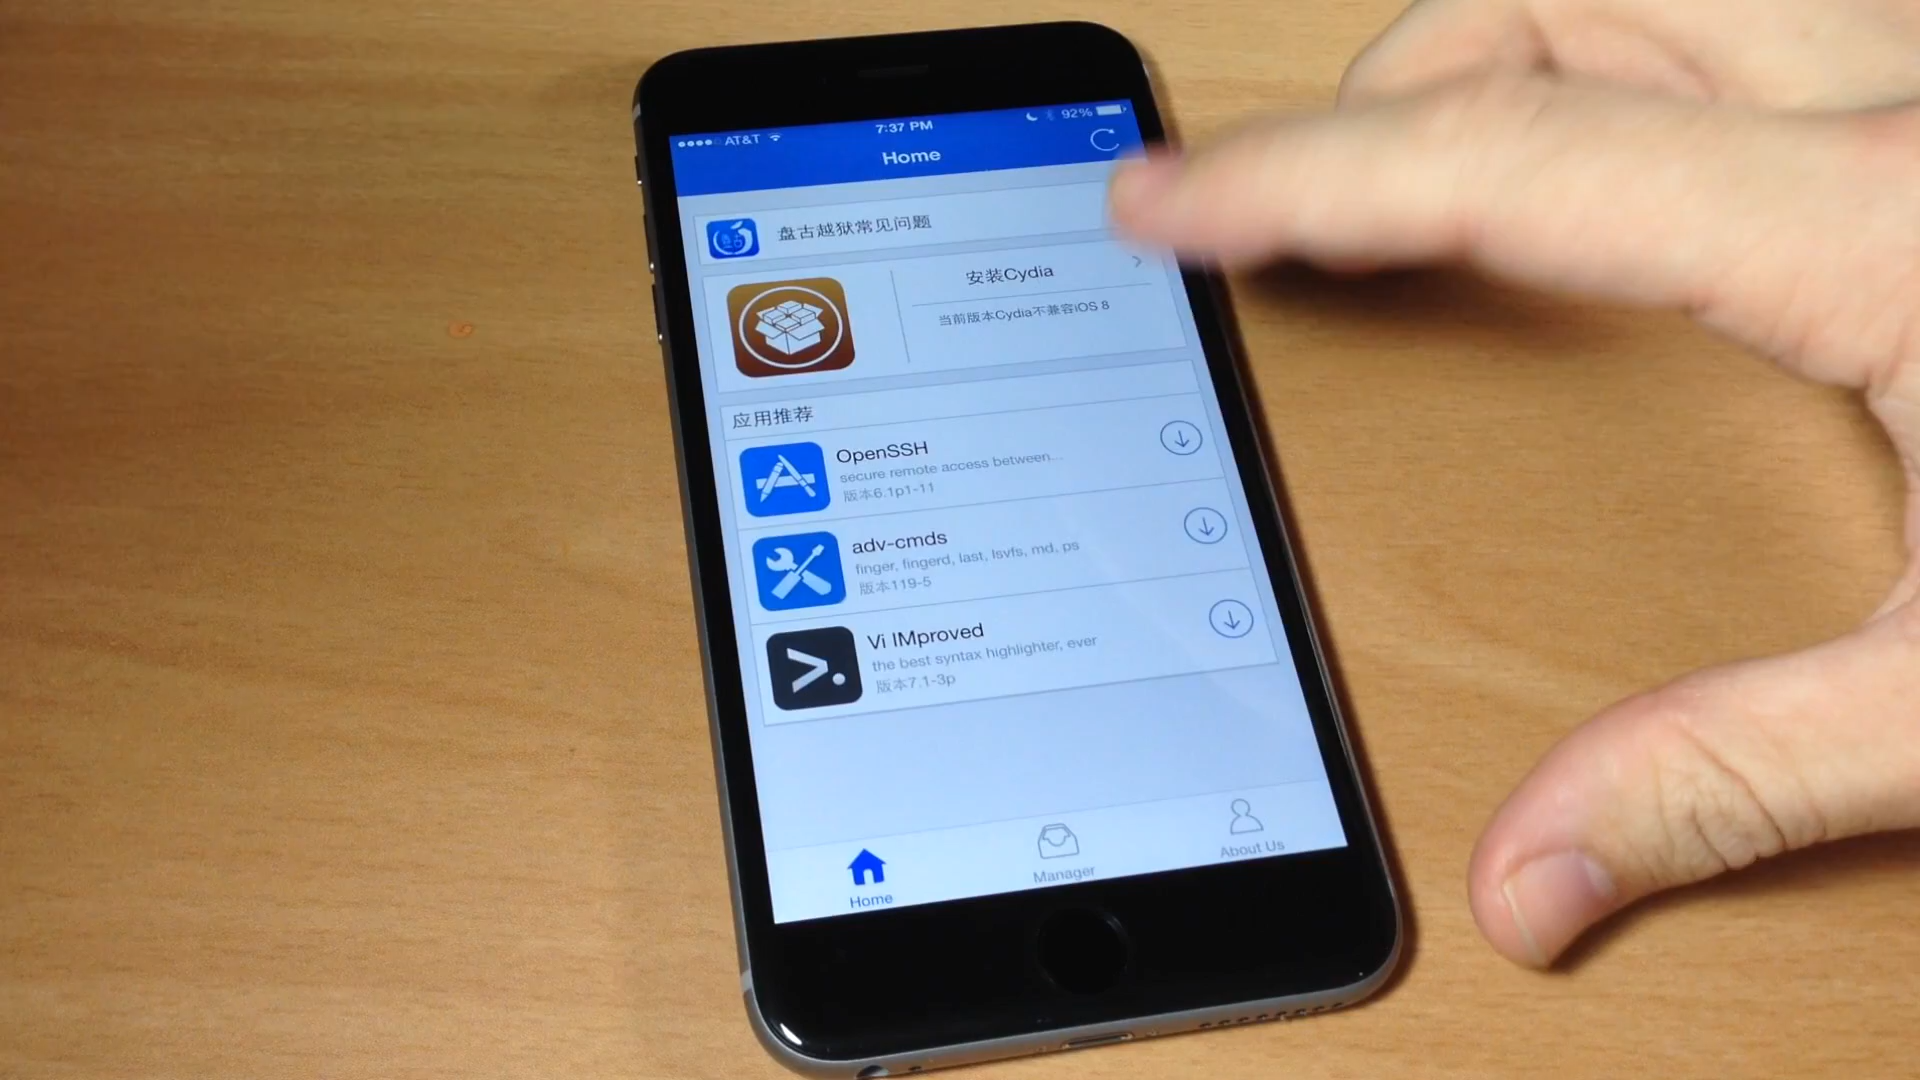 AT&T 7:37 PM 92%
Home
盘古越狱常见问题
安装Cydia
当前版本Cydia不兼容iOS 8
应用推荐
OpenSSH
secure remote access between...
版本6.1p1-11
adv-cmds
finger, fingerd, last, lsvfs, md, ps
版本119-5
Vi IMproved
the best syntax highlighter, ever
版本7.1-3p
Home
Manager
About Us